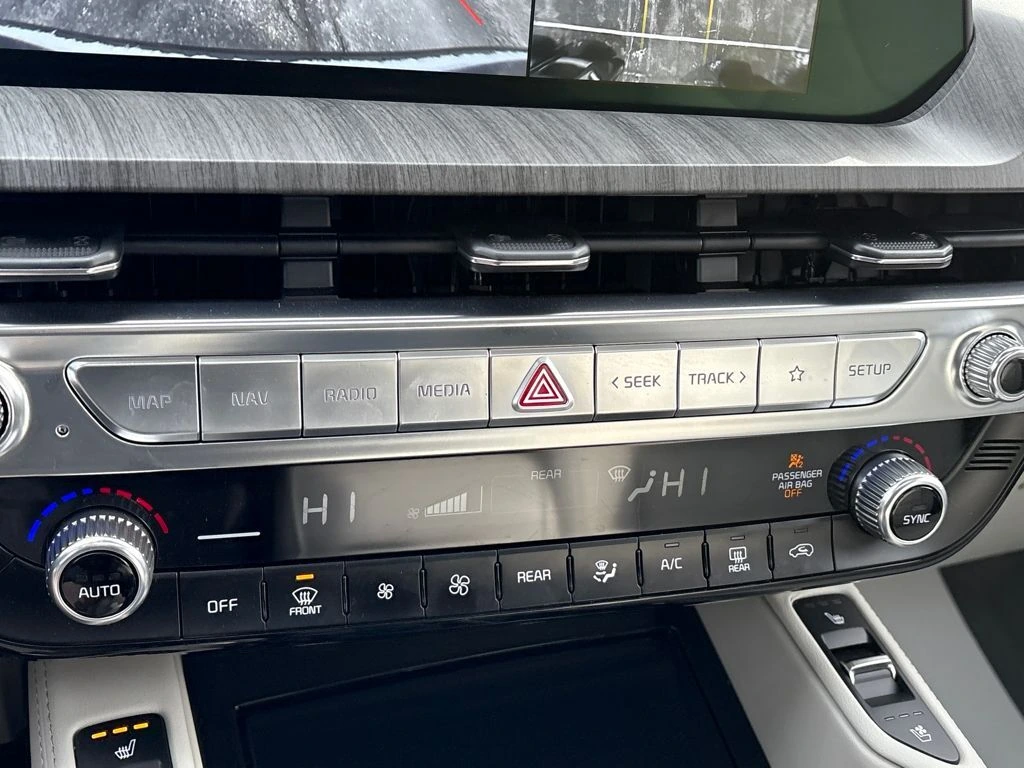 MAP
NAV
RADIO
MEDIA
< SEEK
TRACK >
SETUP
HI
REAR
HI
PASSENGER
AIR BAG
OFF
AUTO
OFF
FRONT
REAR
A/C
REAR
SYNC